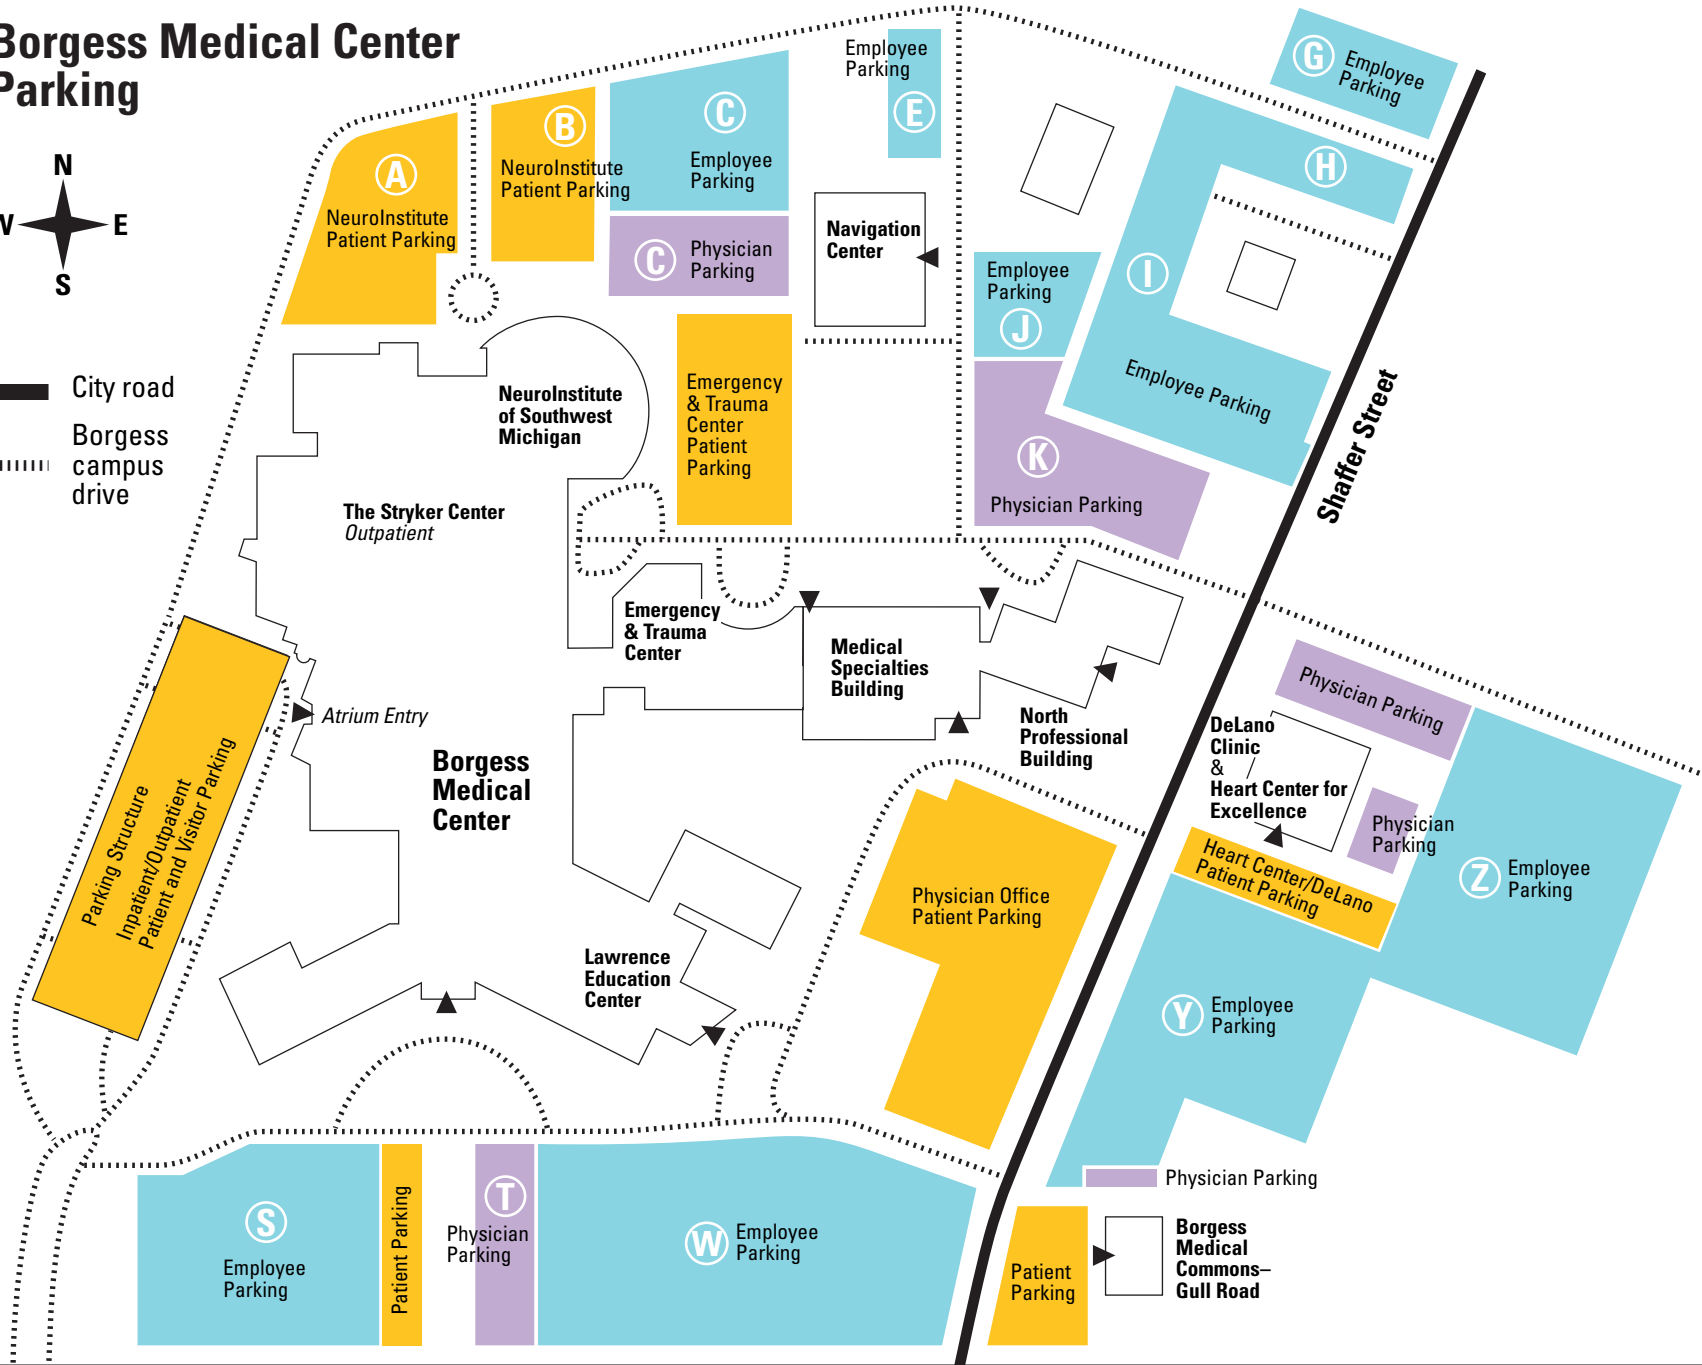 Borgess Medical Center
Parking
N
E
S
City road
Borgess
campus
drive
A
NeuroInstitute
Patient Parking
B
NeuroInstitute
Patient Parking
C
Employee
Parking
C
Physician
Parking
Employee
Parking
E
Navigation
Center
G
Employee
Parking
H
I
Employee Parking
Employee
Parking
J
K
Physician Parking
Shaffer Street
Emergency
& Trauma
Center
Patient
Parking
NeuroInstitute
of Southwest
Michigan
The Stryker Center
Outpatient
Emergency
& Trauma
Center
Medical
Specialties
Building
North
Professional
Building
Atrium Entry
Borgess
Medical
Center
Parking Structure
Inpatient/Outpatient
Patient and Visitor Parking
Lawrence
Education
Center
Physician Office
Patient Parking
Physician Parking
DeLano
Clinic
&
Heart Center for
Excellence
Physician
Parking
Heart Center/DeLano
Patient Parking
Z
Employee
Parking
Y
Employee
Parking
Physician Parking
S
Employee
Parking
Patient Parking
T
Physician
Parking
W
Employee
Parking
Patient
Parking
Borgess
Medical
Commons–
Gull Road